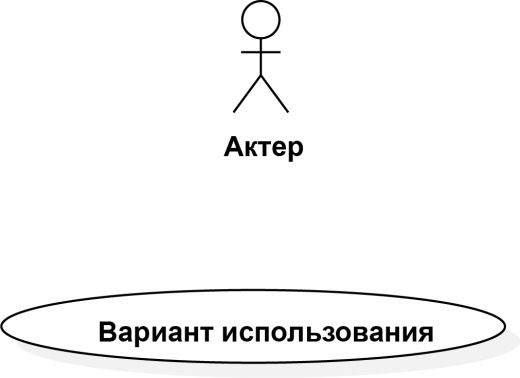 Актер
Вариант использования